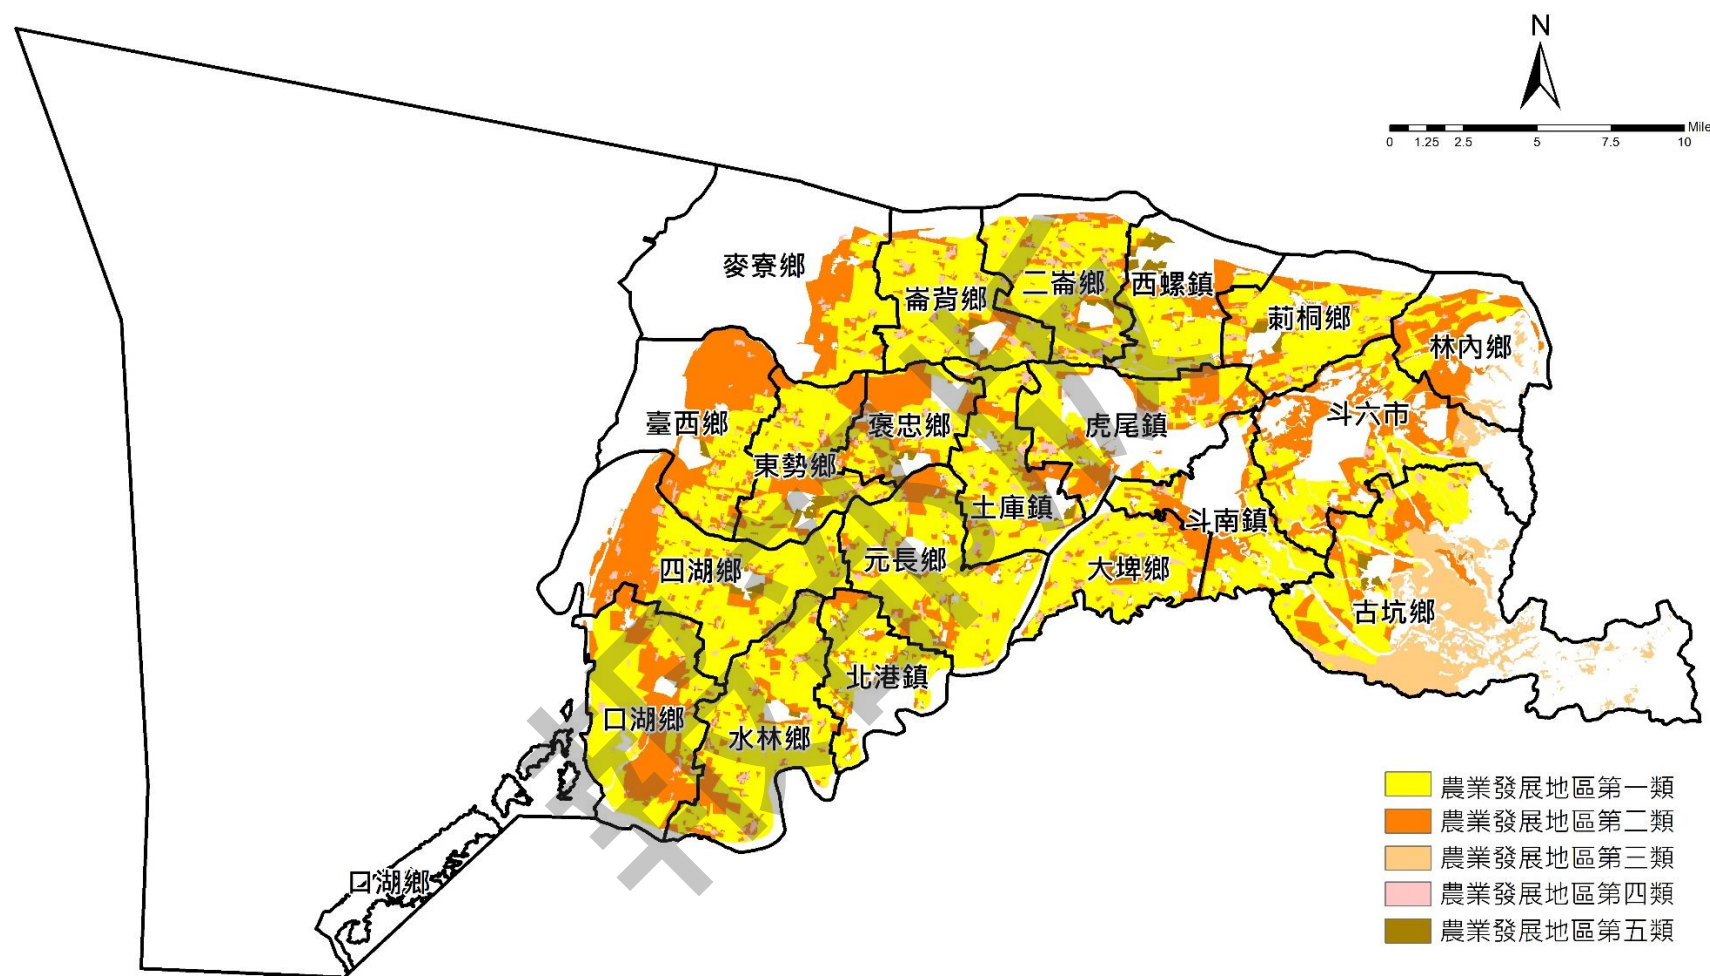 N
Mile
0 1.25 2.5 5 7.5 10
麥寮鄉
崙背鄉
二崙鄉
西螺鎮
莿桐鄉
林內鄉
臺西鄉
東勢鄉
褒忠鄉
虎尾鎮
斗六市
土庫鎮
斗南鎮
四湖鄉
元長鄉
大埤鄉
古坑鄉
口湖鄉
水林鄉
北港鎮
口湖鄉
農業發展地區第一類
農業發展地區第二類
農業發展地區第三類
農業發展地區第四類
農業發展地區第五類